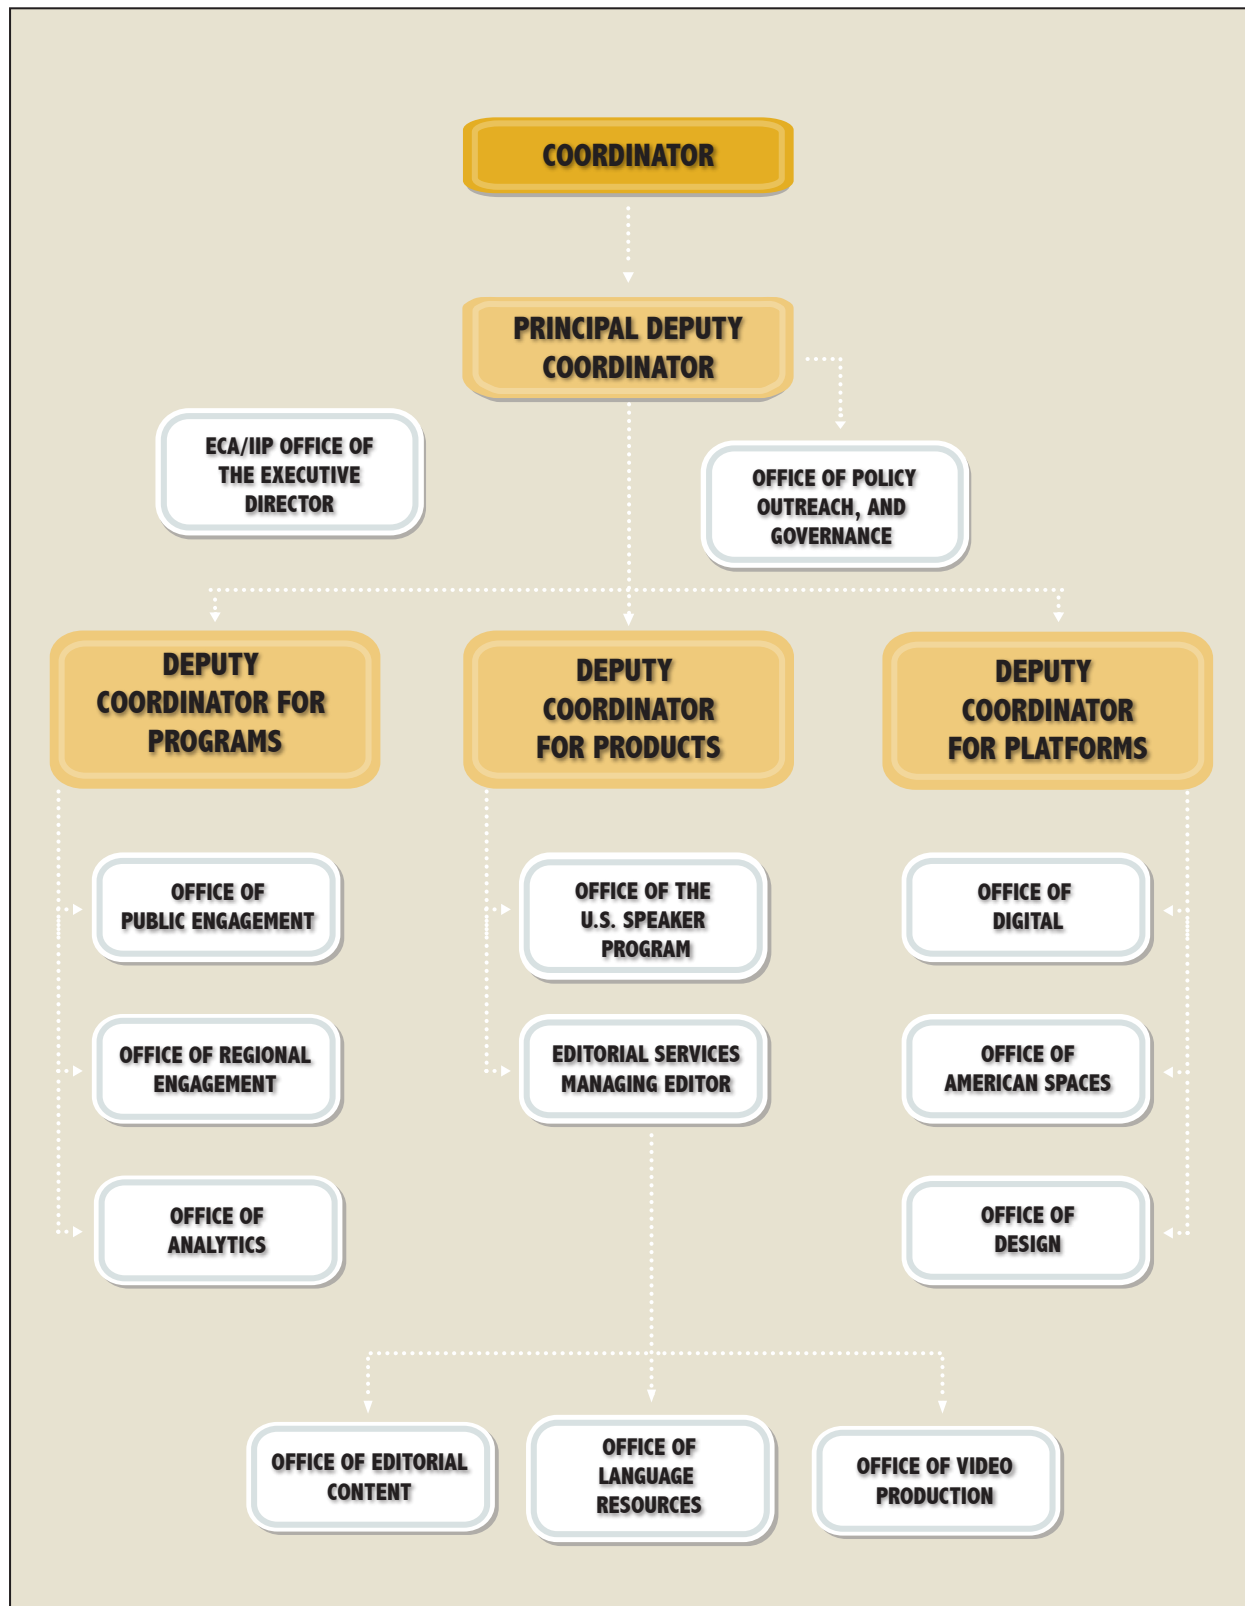 COORDINATOR
PRINCIPAL DEPUTY
COORDINATOR
ECA/IIP OFFICE OF
THE EXECUTIVE
DIRECTOR
OFFICE OF POLICY
OUTREACH, AND
GOVERNANCE
DEPUTY
COORDINATOR FOR
PROGRAMS
DEPUTY
COORDINATOR
FOR PRODUCTS
DEPUTY
COORDINATOR
FOR PLATFORMS
OFFICE OF
PUBLIC ENGAGEMENT
OFFICE OF THE
U.S. SPEAKER
PROGRAM
OFFICE OF
DIGITAL
OFFICE OF REGIONAL
ENGAGEMENT
EDITORIAL SERVICES
MANAGING EDITOR
OFFICE OF
AMERICAN SPACES
OFFICE OF
ANALYTICS
OFFICE OF
DESIGN
OFFICE OF EDITORIAL
CONTENT
OFFICE OF
LANGUAGE
RESOURCES
OFFICE OF VIDEO
PRODUCTION